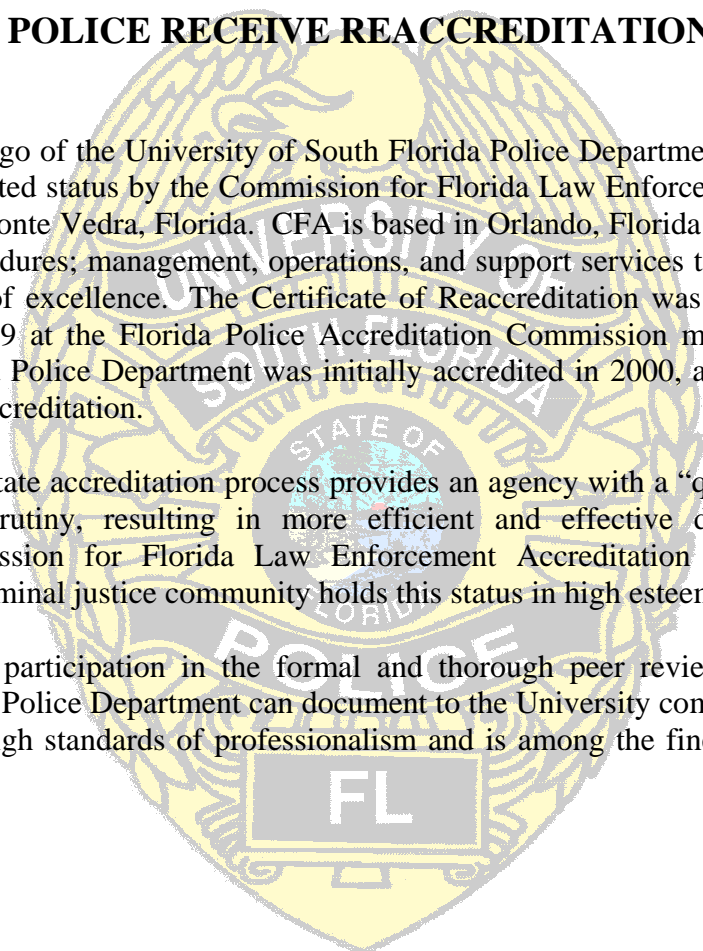 POLICE RECEIVE REACCREDITATION
go of the University of South Florida Police Departme
ted status by the Commission for Florida Law Enforce
onte Vedra, Florida. CFA is based in Orlando, Florida
dures; management, operations, and support services t
of excellence. The Certificate of Reaccreditation was
9 at the Florida Police Accreditation Commission m
Police Department was initially accredited in 2000, a
creditation.
tate accreditation process provides an agency with a “q
rutiny, resulting in more efficient and effective d
ssion for Florida Law Enforcement Accreditation
minal justice community holds this status in high esteem
participation in the formal and thorough peer revie
Police Department can document to the University com
gh standards of professionalism and is among the fine
UNIVERSITY OF
SOUTH FLORIDA
STATE OF
FLORIDA
POLICE
FL